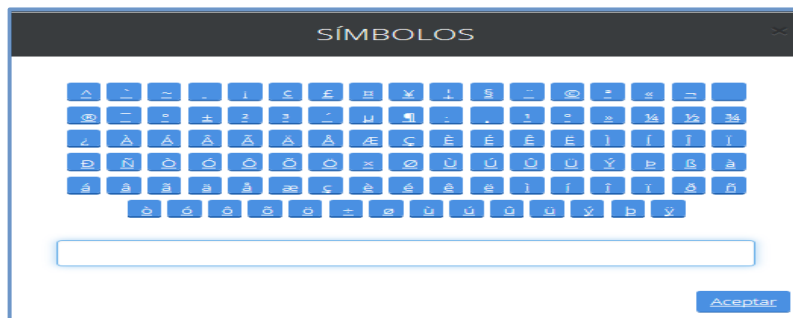 SÍMBOLOS ×
^ ` ~ ¡ ¢ £ ¤ ¥ ¦ § ¨ © ª « ¬
® ¯ ° ± ² ³ ´ µ ¶ · ¹ º » ¼ ½ ¾
¿ À Á Â Ã Ä Å Æ Ç È É Ê Ë Ì Í Î Ï
Ð Ñ Ò Ó Ô Õ Ö × Ø Ù Ú Û Ü Ý Þ ß à
á â ã ä å æ ç è é ê ë ì í î ï ð ñ
ò ó ô õ ö ÷ ø ù ú û ü ý þ ÿ
Aceptar